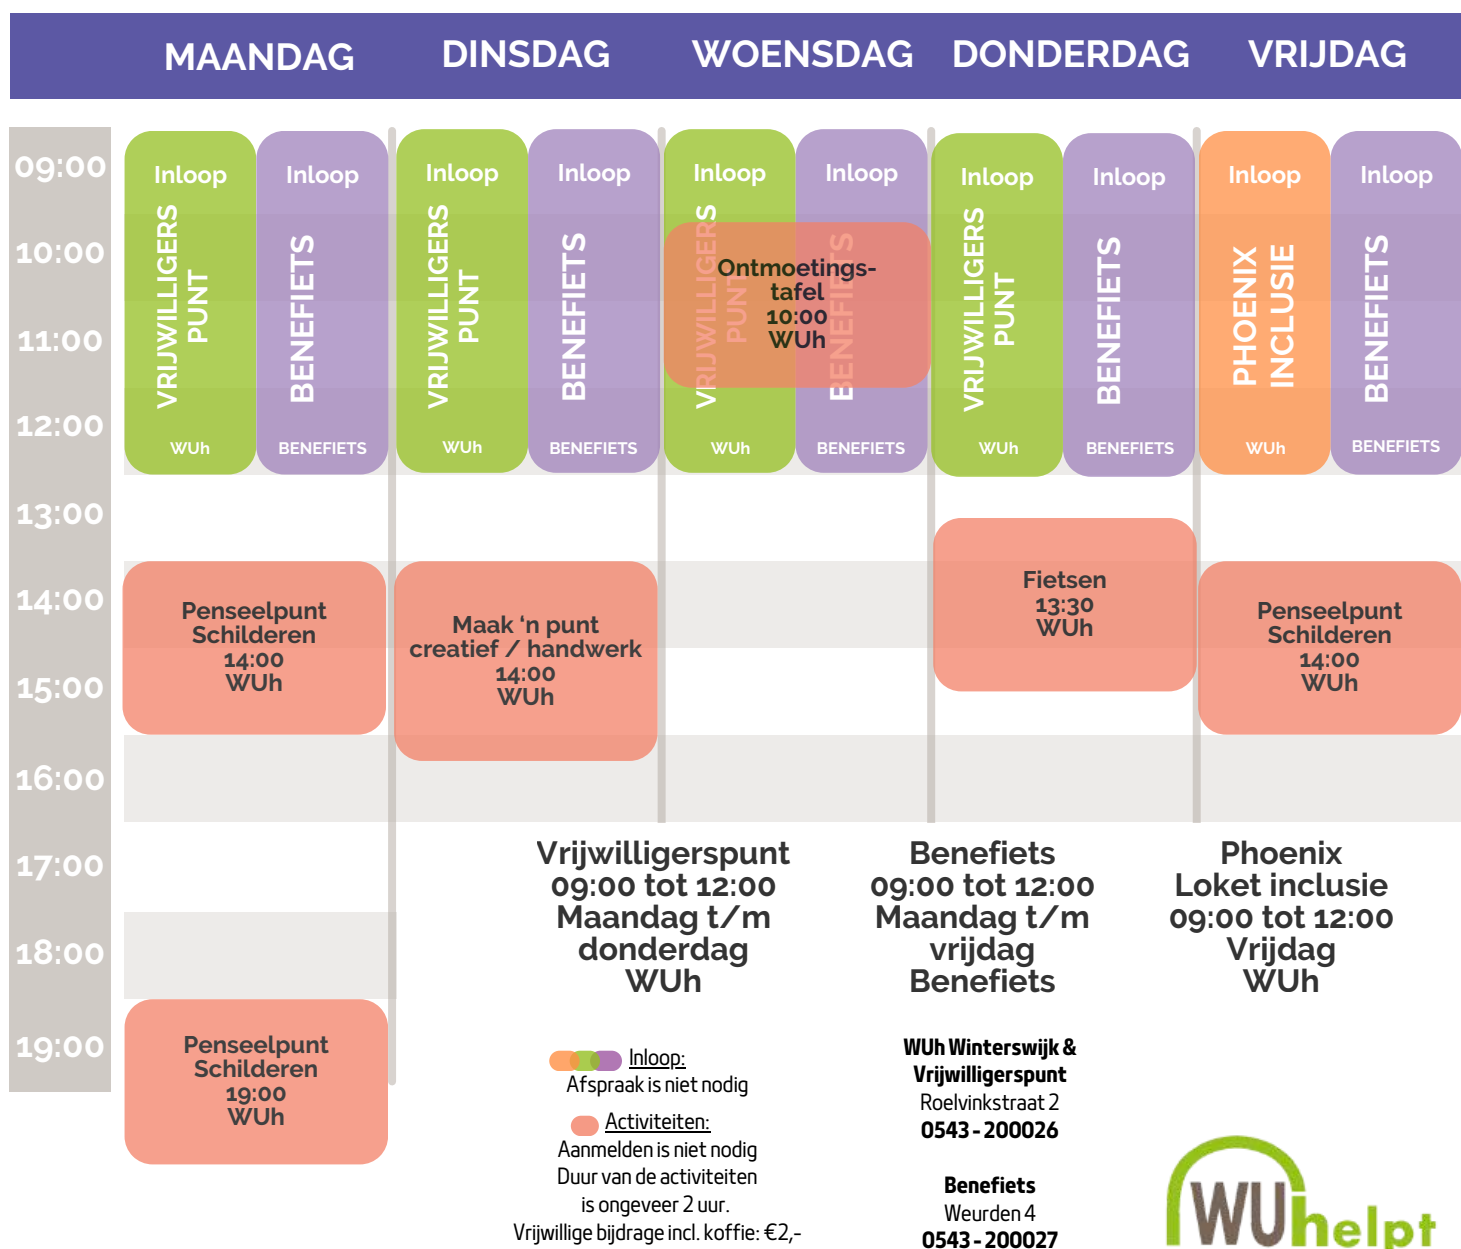 MAANDAG DINSDAG WOENSDAG DONDERDAG VRIJDAG
09:00
10:00
11:00
12:00
13:00
14:00
15:00
16:00
17:00
18:00
19:00
Inloop
VRIJWILLIGERS
PUNT
WUh
Inloop
BENEFIETS
BENEFIETS
Penseelpunt
Schilderen
14:00
WUh
Penseelpunt
Schilderen
19:00
WUh
Inloop
VRIJWILLIGERS
PUNT
WUh
Inloop
BENEFIETS
BENEFIETS
Maak ‘n punt
creatief / handwerk
14:00
WUh
Inloop
VRIJWILLIGERS
PUNT
WUh
Inloop
BENEFIETS
BENEFIETS
Ontmoetings-
tafel
10:00
WUh
Inloop
VRIJWILLIGERS
PUNT
WUh
Inloop
BENEFIETS
BENEFIETS
Fietsen
13:30
WUh
Inloop
PHOENIX
INCLUSIE
WUh
Inloop
BENEFIETS
BENEFIETS
Penseelpunt
Schilderen
14:00
WUh
Vrijwilligerspunt
09:00 tot 12:00
Maandag t/m
donderdag
WUh
Benefiets
09:00 tot 12:00
Maandag t/m
vrijdag
Benefiets
Phoenix
Loket inclusie
09:00 tot 12:00
Vrijdag
WUh
Inloop:
Afspraak is niet nodig
Activiteiten:
Aanmelden is niet nodig
Duur van de activiteiten
is ongeveer 2 uur.
Vrijwillige bijdrage incl. koffie: €2,-
WUh Winterswijk &
Vrijwilligerspunt
Roelvinkstraat 2
0543 - 200026
Benefiets
Weurden 4
0543 - 200027
WUhelpt